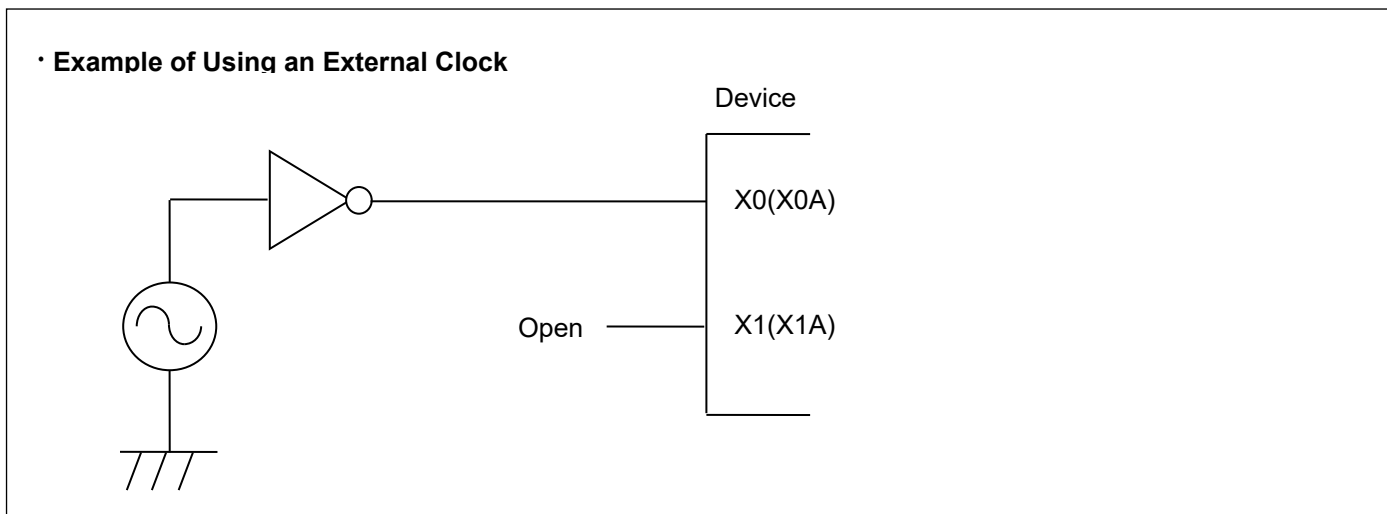 ・Example of Using an External Clock
Device
X0(X0A)
Open X1(X1A)